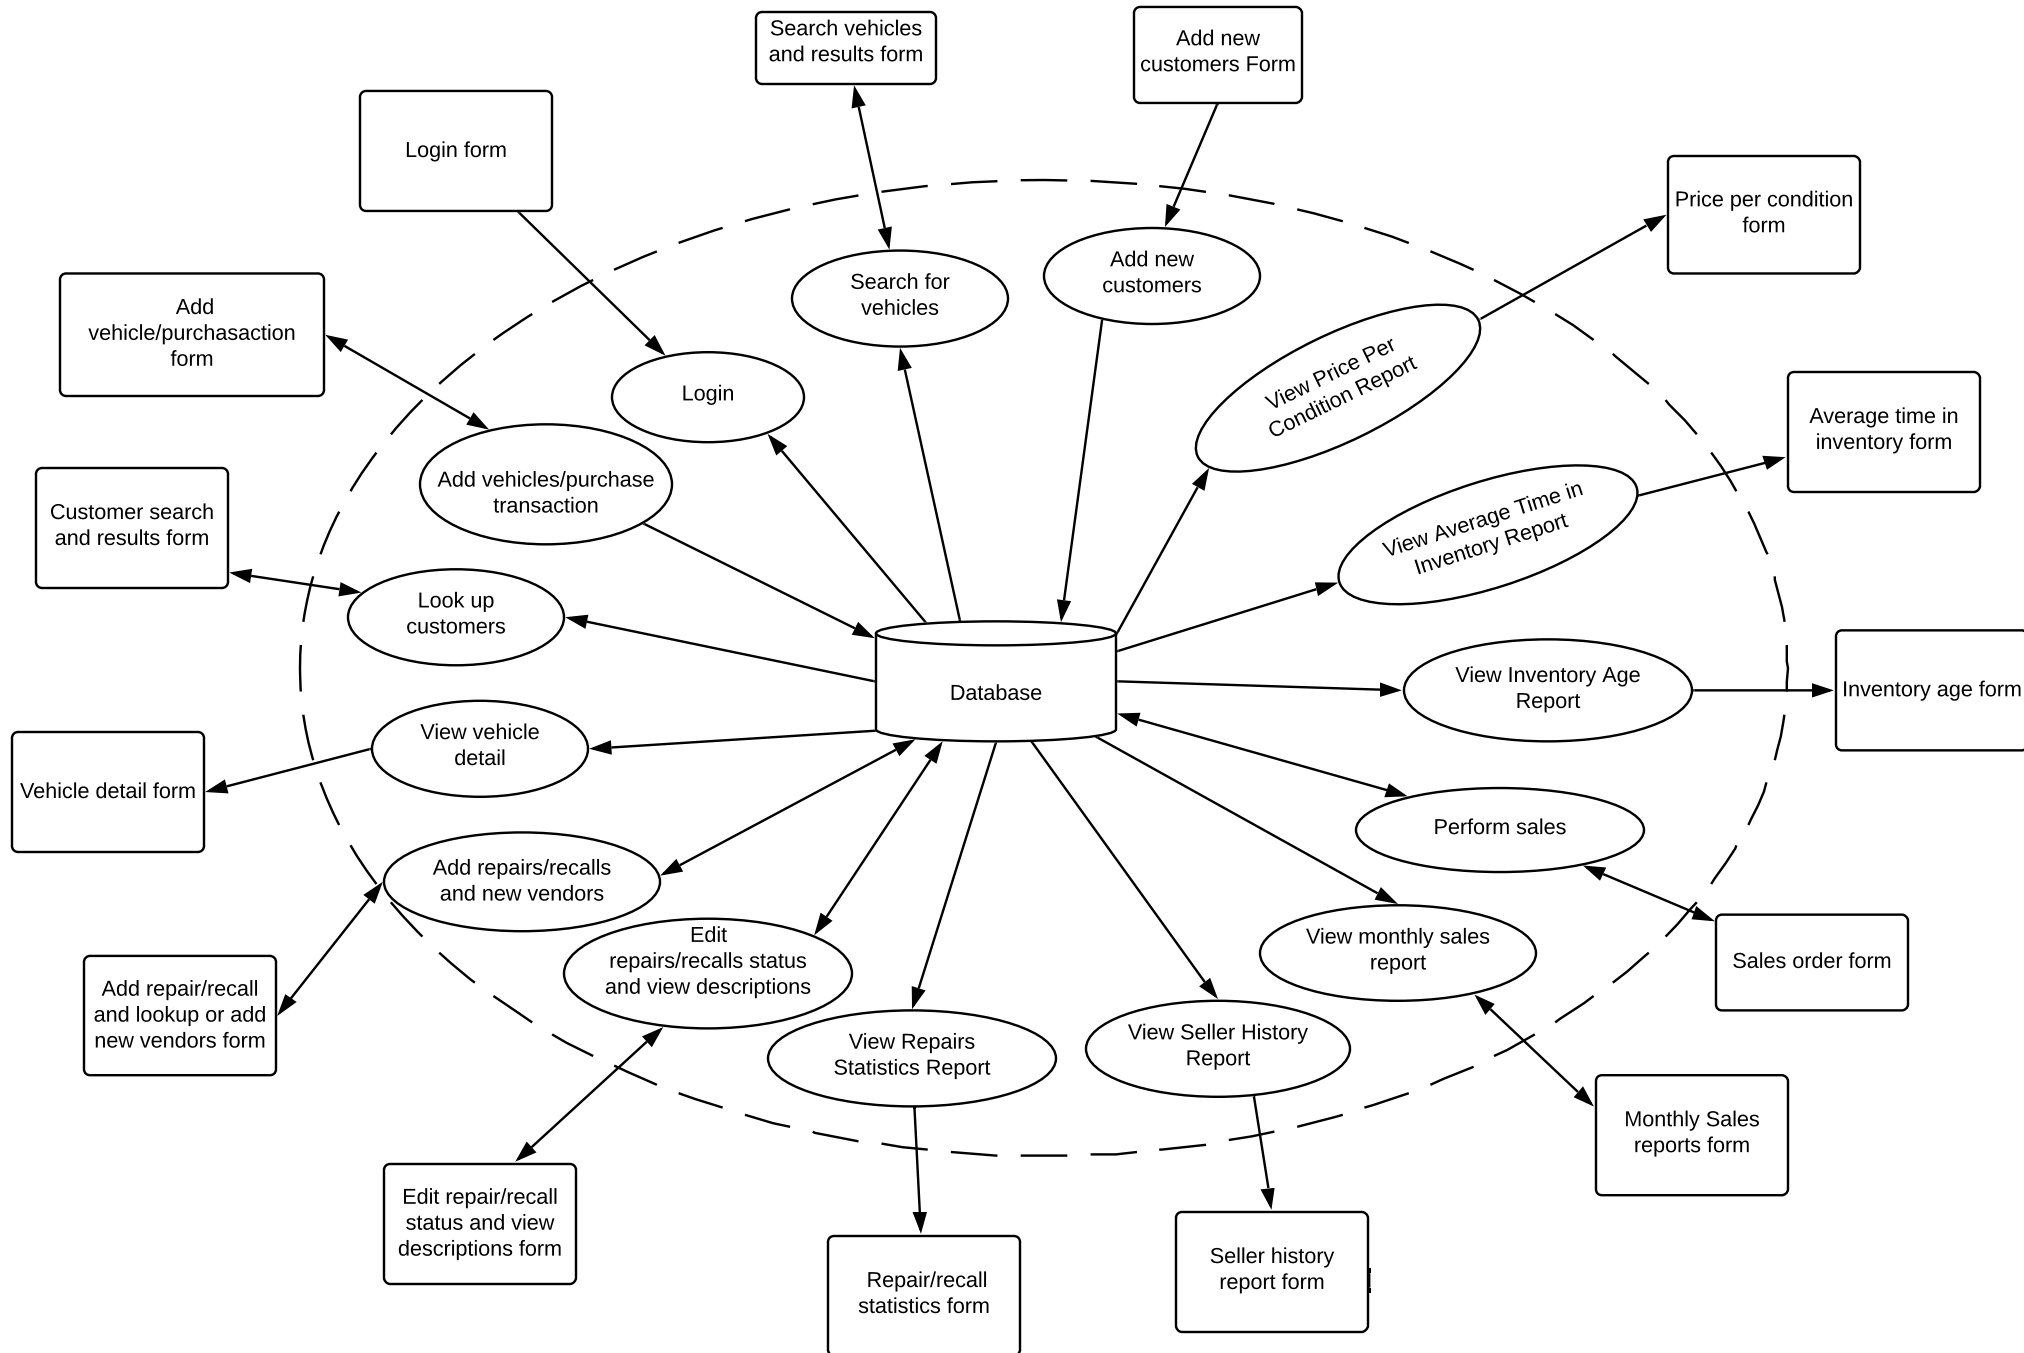 Search vehicles
and results form
Add new
customers Form
Login form
Price per condition
form
Search for
vehicles
Add new
customers
Add
vehicle/purchasaction
form
View Price Per
Condition Report
Login
Average time in
inventory form
Add vehicles/purchase
transaction
View Average Time in
Inventory Report
Customer search
and results form
Look up
customers
Database
View Inventory Age
Report
Inventory age form
View vehicle
detail
Vehicle detail form
Perform sales
Add repairs/recalls
and new vendors
Edit
repairs/recalls status
and view descriptions
View monthly sales
report
Sales order form
Add repair/recall
and lookup or add
new vendors form
View Repairs
Statistics Report
View Seller History
Report
Monthly Sales
reports form
Edit repair/recall
status and view
descriptions form
Repair/recall
statistics form
Seller history
report form